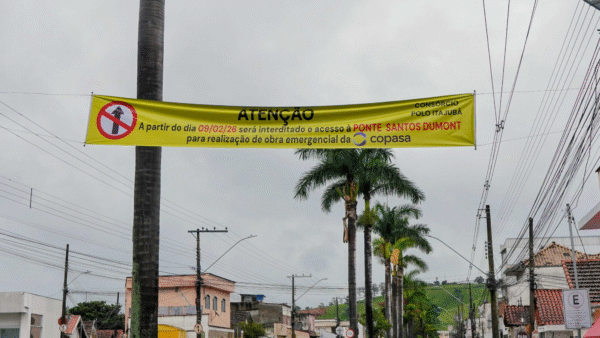 ATENÇÃO
CONSÓRCIO
POLO ITAJUBÁ
A partir do dia 09/02/26 será interditado o acesso à PONTE SANTOS DUMONT
para realização de obra emergencial da copasa
E